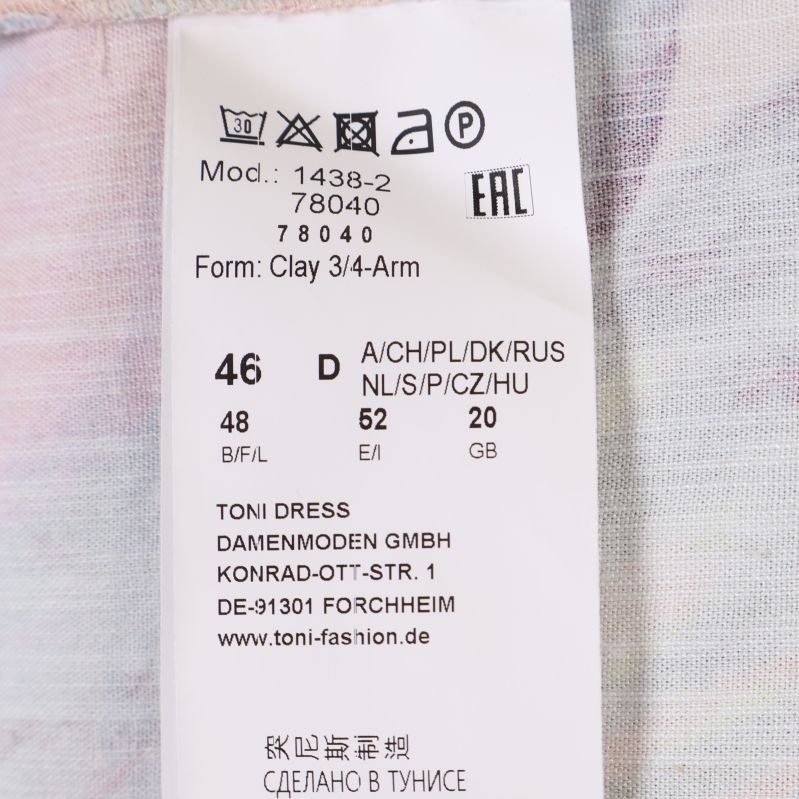 30
P
Mod.: 1438-2
78040
78040
EAC
Form: Clay 3/4-Arm
46 D A/CH/PL/DK/RUS
NL/S/P/CZ/HU
48 52 20
B/F/L E/I GB
TONI DRESS
DAMENMODEN GMBH
KONRAD-OTT-STR. 1
DE-91301 FORCHHEIM
www.toni-fashion.de
突尼斯制造
СДЕЛАНО В ТУНИСЕ